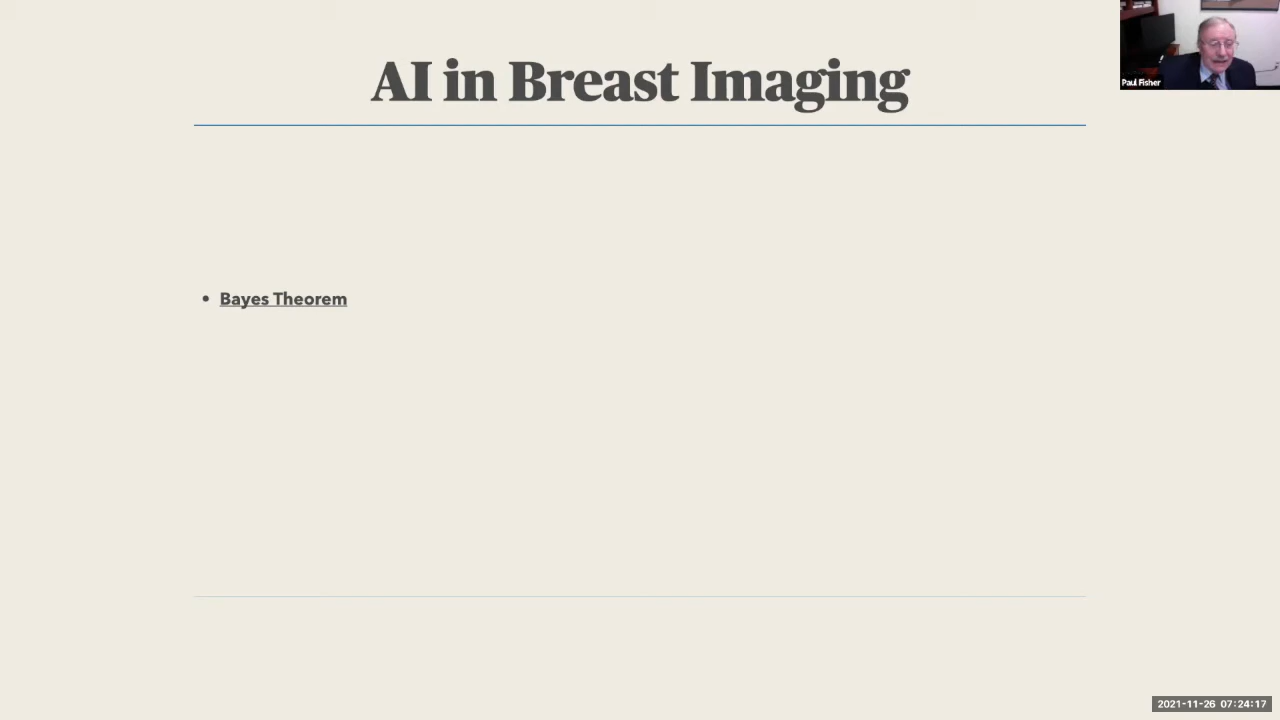 AI in Breast Imaging
Paul Fisher
• Bayes Theorem
2021-11-26 07:24:17